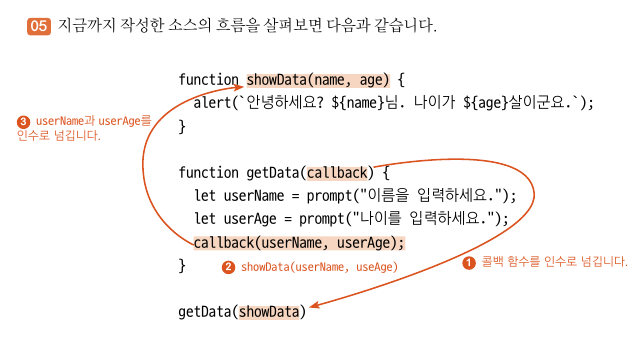 05 지금까지 작성한 소스의 흐름을 살펴보면 다음과 같습니다.
function showData(name, age) {
alert(`안녕하세요? ${name}님. 나이가 ${age}살이군요.`);
}
3 userName과 userAge를
인수로 넘깁니다.
function getData(callback) {
let userName = prompt("이름을 입력하세요.");
let userAge = prompt("나이를 입력하세요.");
callback(userName, userAge);
}
2 showData(userName, useAge)
1 콜백 함수를 인수로 넘깁니다.
getData(showData)